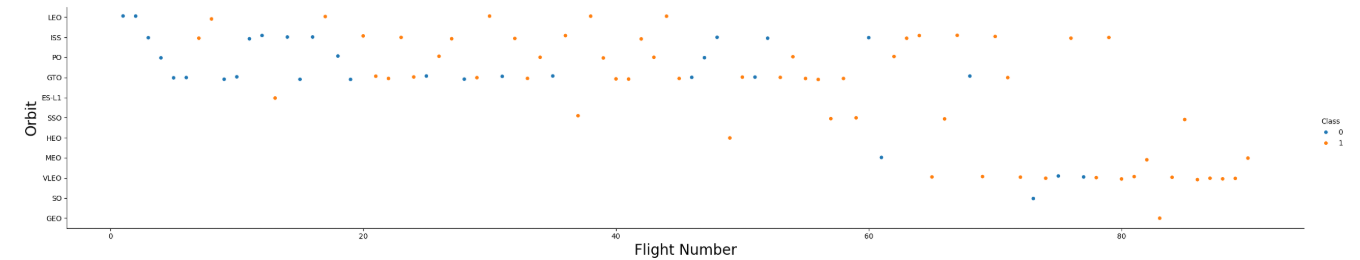 Orbit
LEO
ISS
PO
GTO
ES-L1
SSO
HEO
MEO
VLEO
SO
GEO
0 20 40 60 80
Flight Number
Class
0
1